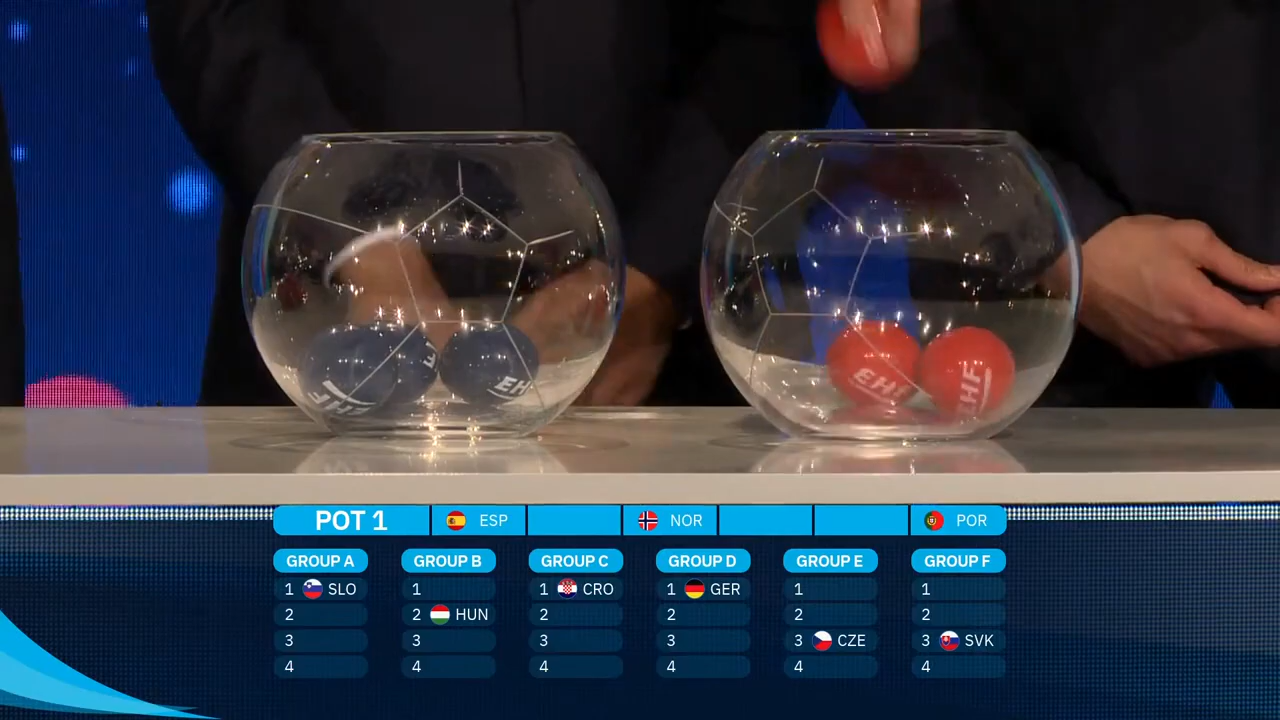 EHF
E
EH
EHF
EHF
POT 1 ESP NOR POR
GROUP A GROUP B GROUP C GROUP D GROUP E GROUP F
1 SLO 1 1 CRO 1 GER 1 1
2 2 HUN 2 2 2 2
3 3 3 3 3 CZE 3 SVK
4 4 4 4 4 4